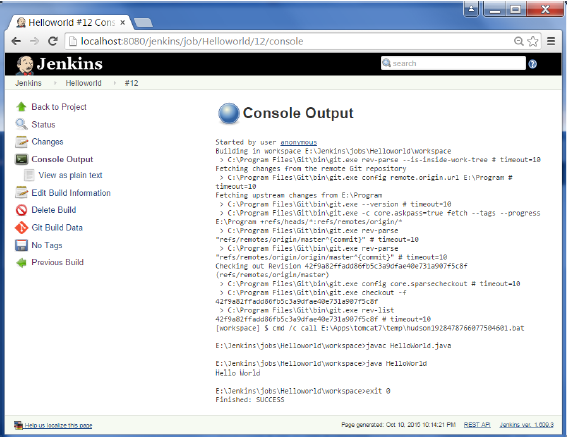 Helloworld #12 Cons
localhost:8080/jenkins/job/Helloworld/12/console
Jenkins
search
Jenkins
Helloworld
#12
Back to Project
Status
Changes
Console Output
View as plain text
Edit Build Information
Delete Build
Git Build Data
No Tags
Previous Build
Console Output
Started by user anonymous
Building in workspace E:\Jenkins\jobs\Helloworld\workspace
> C:\Program Files\Git\bin\git.exe rev-parse --is-inside-work-tree # timeout=10
Fetching changes from the remote Git repository
> C:\Program Files\Git\bin\git.exe config remote.origin.url E:\Program #
timeout=10
Fetching upstream changes from E:\Program
> C:\Program Files\Git\bin\git.exe --version # timeout=10
> C:\Program Files\Git\bin\git.exe -c core.askpass=true fetch --tags --progress
E:\Program +refs/heads/*:refs/remotes/origin/*
> C:\Program Files\Git\bin\git.exe rev-parse
"refs/remotes/origin/master^{commit}" # timeout=10
> C:\Program Files\Git\bin\git.exe rev-parse
"refs/remotes/origin/origin/master^{commit}" # timeout=10
Checking out Revision 42f9a82ffadd86fb5c3a9dfae40e731a907f5c8f
(refs/remotes/origin/master)
> C:\Program Files\Git\bin\git.exe config core.sparsecheckout # timeout=10
> C:\Program Files\Git\bin\git.exe checkout -f
42f9a82ffadd86fb5c3a9dfae40e731a907f5c8f
> C:\Program Files\Git\bin\git.exe rev-list
42f9a82ffadd86fb5c3a9dfae40e731a907f5c8f # timeout=10
[workspace] $ cmd /c call E:\Apps\tomcat7\temp\hudson1928478766077504601.bat
E:\Jenkins\jobs\Helloworld\workspace>javac HelloWorld.java
E:\Jenkins\jobs\Helloworld\workspace>java HelloWorld
Hello World
E:\Jenkins\jobs\Helloworld\workspace>exit 0
Finished: SUCCESS
Help us localize this page
Page generated: Oct 19, 2015 10:14:21 PM
REST API
Jenkins ver. 1.609.3